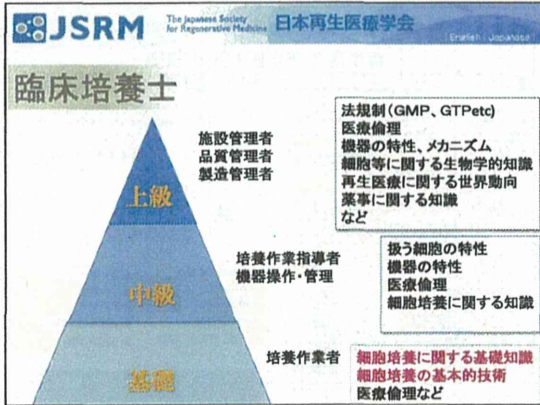 JSRM
The Japanese Society
for Regenerative Medicine
日本再生医療学会
English | Japanese
臨床培養士
上級
施設管理者
品質管理者
製造管理者
法規制(GMP、GTPetc)
医療倫理
機器の特性、メカニズム
細胞等に関する生物学的知識
再生医療に関する世界動向
薬事に関する知識
など
中級
培養作業指導者
機器操作・管理
扱う細胞の特性
機器の特性
医療倫理
細胞培養に関する知識
基礎
培養作業者
細胞培養に関する基礎知識
細胞培養の基本的技術
医療倫理など